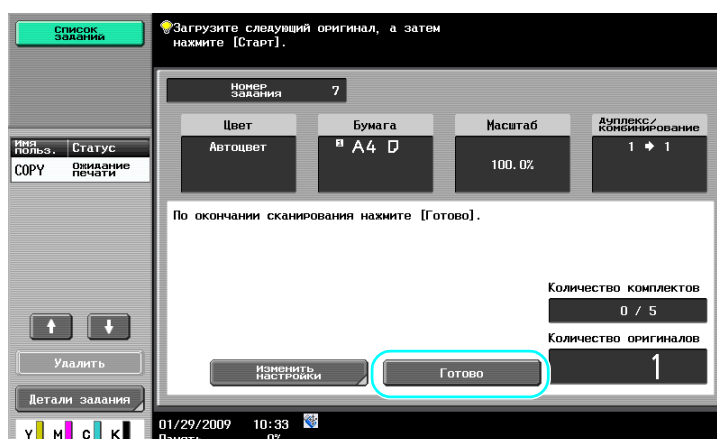 Список
заданий
Загрузите следующий оригинал, а затем
нажмите [Старт].
Номер
задания
7
Цвет
Бумага
Масштаб
Дуплекс/
Комбинирование
Автоцвет
1 A4
100.0%
1 → 1
Имя
польз.
Статус
COPY
Ожидание
печати
По окончании сканирования нажмите [Готово].
Количество комплектов
0 / 5
Количество оригиналов
1
Изменить
настройки
Готово
Удалить
Детали задания
Y M C K
01/29/2009 10:33
Память 0%